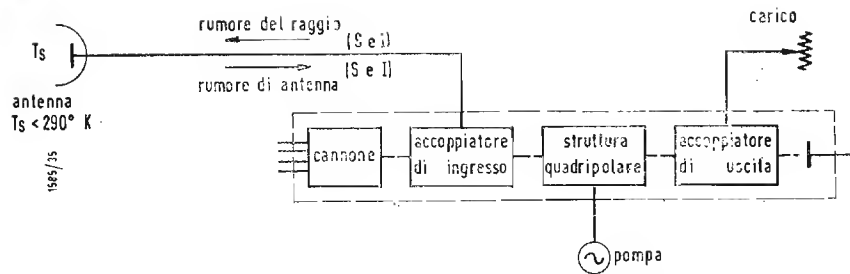 rumore del raggio
(S e I)
Ts
rumore di antenna
(S e I)
antenna
Ts < 290° K
1585/35
carico
cannone
accoppiatore
di ingresso
struttura
quadripolare
accoppiatore
di uscita
pompa